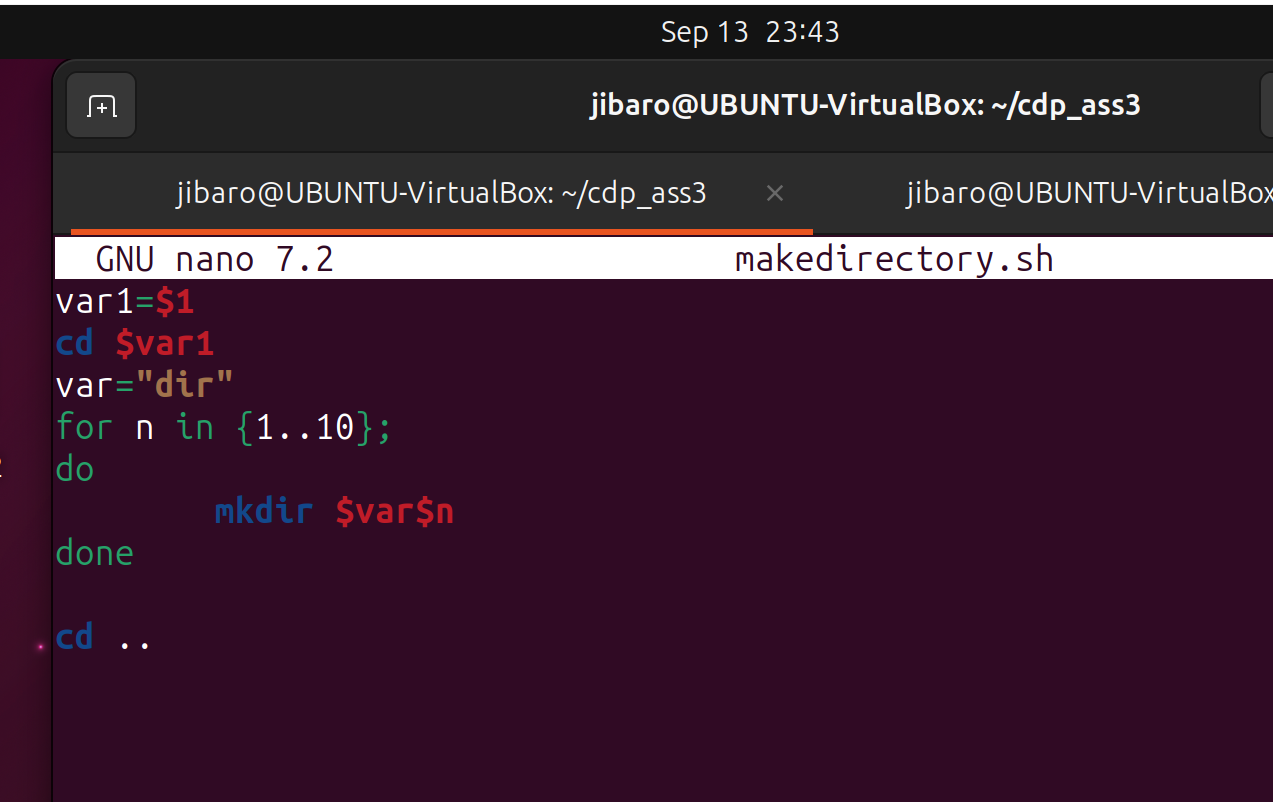 Sep 13 23:43
jibaro@UBUNTU-VirtualBox: ~/cdp_ass3
jibaro@UBUNTU-VirtualBox: ~/cdp_ass3 × jibaro@UBUNTU-VirtualBox
GNU nano 7.2 makedirectory.sh
var1=$1
cd $var1
var="dir"
for n in {1..10};
do
        mkdir $var$n
done

cd ..